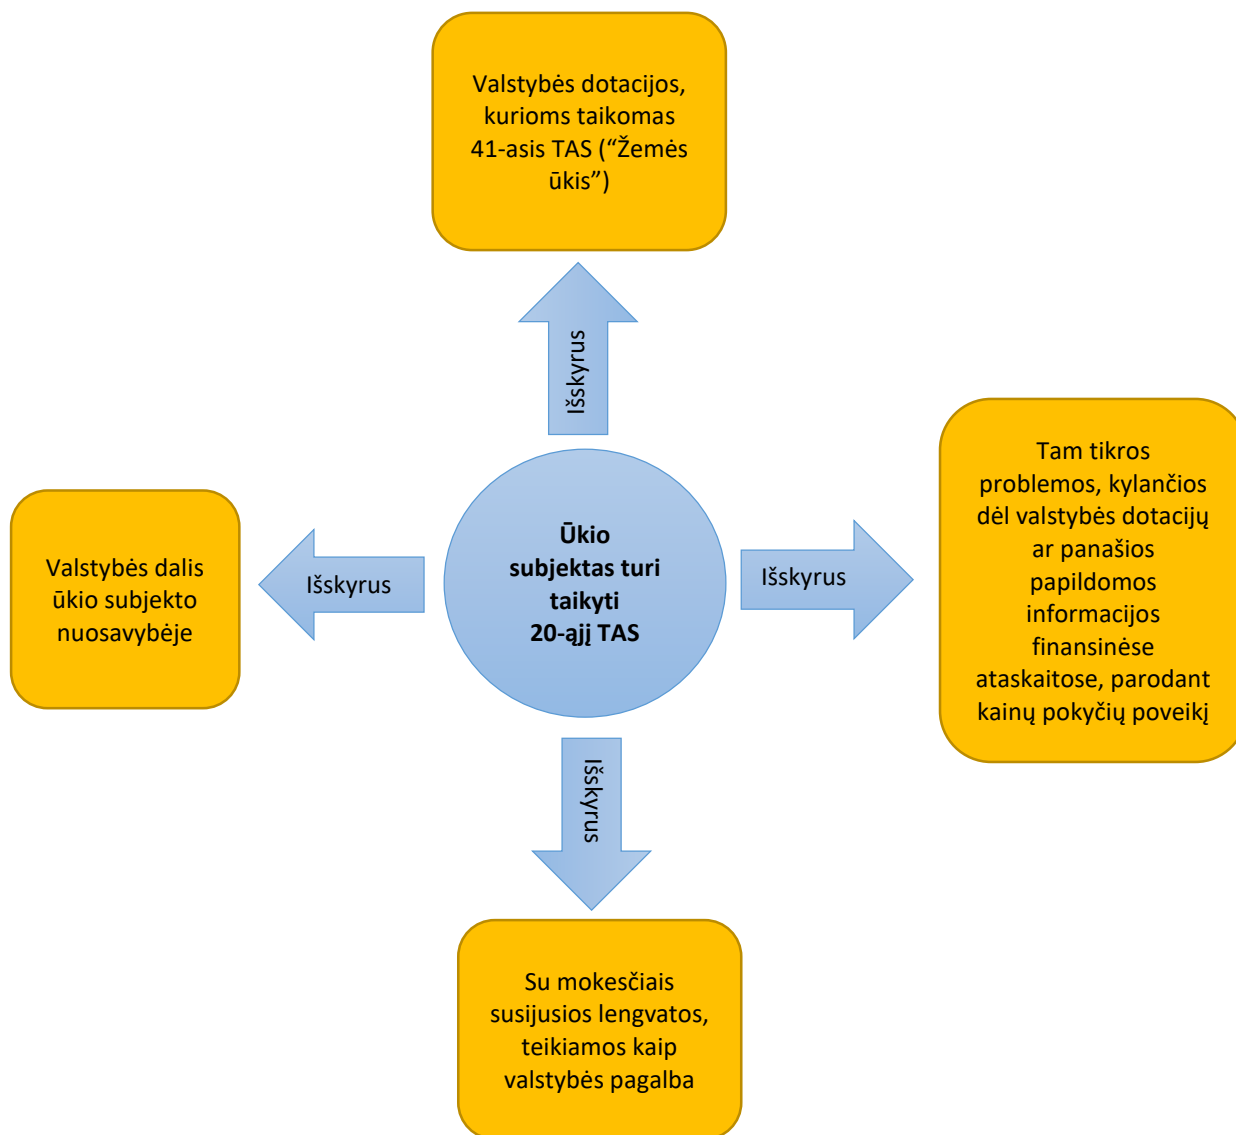 Valstybės dotacijos,
kurioms taikomas
41-asis TAS (“Žemės
ūkis”)
Išskyrus
Valstybės dalis
ūkio subjekto
nuosavybėje
Išskyrus
Ūkio
subjektas turi
taikyti
20-ąjį TAS
Išskyrus
Tam tikros
problemos, kylančios
dėl valstybės dotacijų
ar panašios
papildomos
informacijos
finansinėse
ataskaitose, parodant
kainų pokyčių poveikį
Išskyrus
Su mokesčiais
susijusios lengvatos,
teikiamos kaip
valstybės pagalba